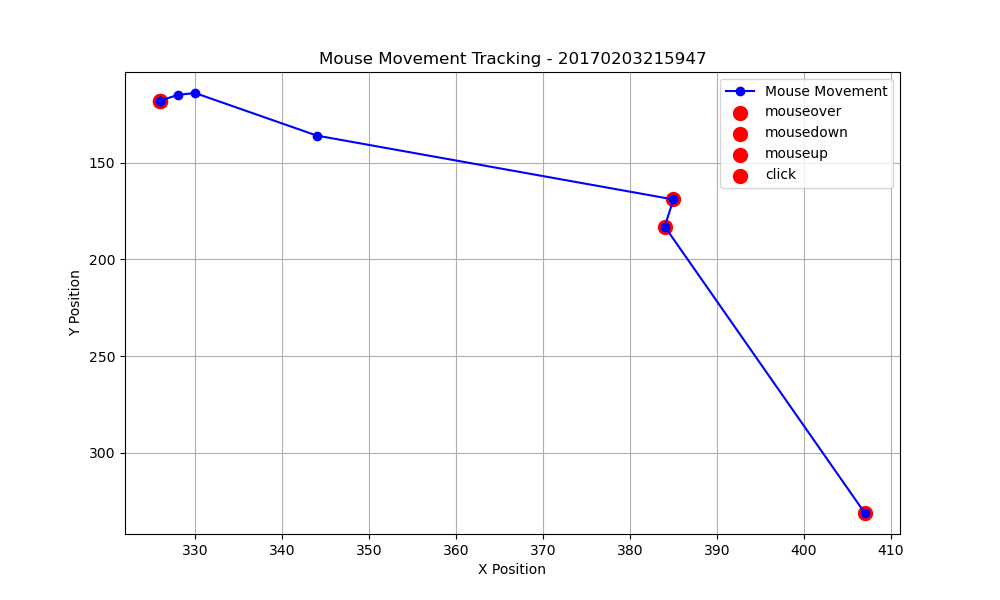 Mouse Movement Tracking - 20170203215947
Mouse Movement
mouseover
mousedown
mouseup
click
150
200
250
300
Y Position
330 340 350 360 370 380 390 400 410
X Position